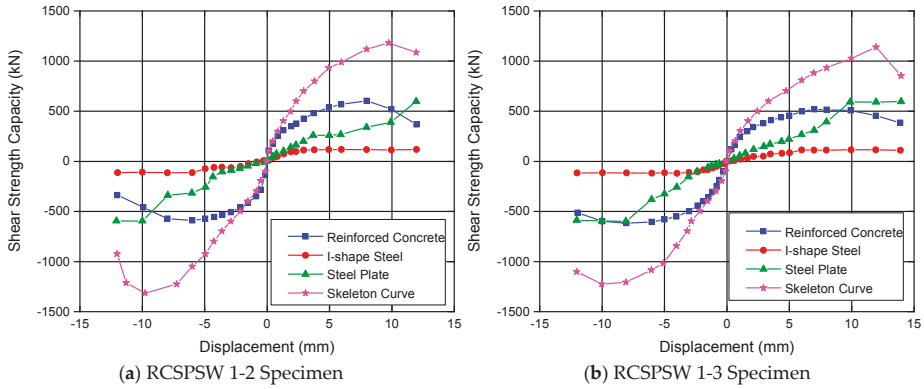 1500
1000
500
0
-500
-1000
-1500
-15 -10 -5 0 5 10 15
Shear Strength Capacity (kN)
Displacement (mm)
Reinforced Concrete
I-shape Steel
Steel Plate
Skeleton Curve
(a) RCSPSW 1-2 Specimen
1500
1000
500
0
-500
-1000
-1500
-15 -10 -5 0 5 10 15
Shear Strength Capacity (kN)
Displacement (mm)
Reinforced Concrete
I-shape Steel
Steel Plate
Skeleton Curve
(b) RCSPSW 1-3 Specimen